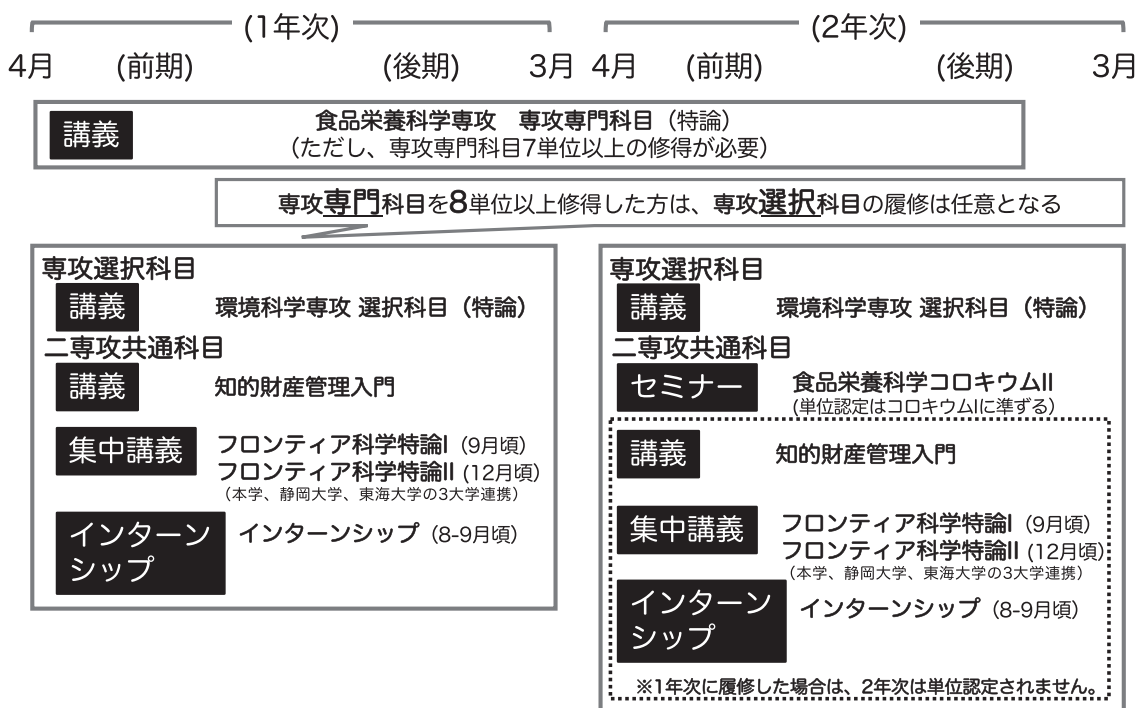 (1年次) (2年次)
4月 (前期) (後期) 3月 4月 (前期) (後期) 3月
講義
食品栄養科学専攻 専攻専門科目（特論）
（ただし、専攻専門科目7単位以上の修得が必要）
専攻専門科目を8単位以上修得した方は、専攻選択科目の履修は任意となる
専攻選択科目
講義 環境科学専攻 選択科目（特論）
二専攻共通科目
講義 知的財産管理入門
集中講義 フロンティア科学特論I（9月頃）
フロンティア科学特論II (12月頃)
（本学、静岡大学、東海大学の3大学連携）
インターン
シップ
インターンシップ（8-9月頃）
専攻選択科目
講義 環境科学専攻 選択科目（特論）
二専攻共通科目
セミナー 食品栄養科学コロキウムII
(単位認定はコロキウムIに準ずる)
講義 知的財産管理入門
集中講義 フロンティア科学特論I（9月頃）
フロンティア科学特論II (12月頃)
（本学、静岡大学、東海大学の3大学連携）
インターン
シップ
インターンシップ（8-9月頃）
※1年次に履修した場合は、2年次は単位認定されません。